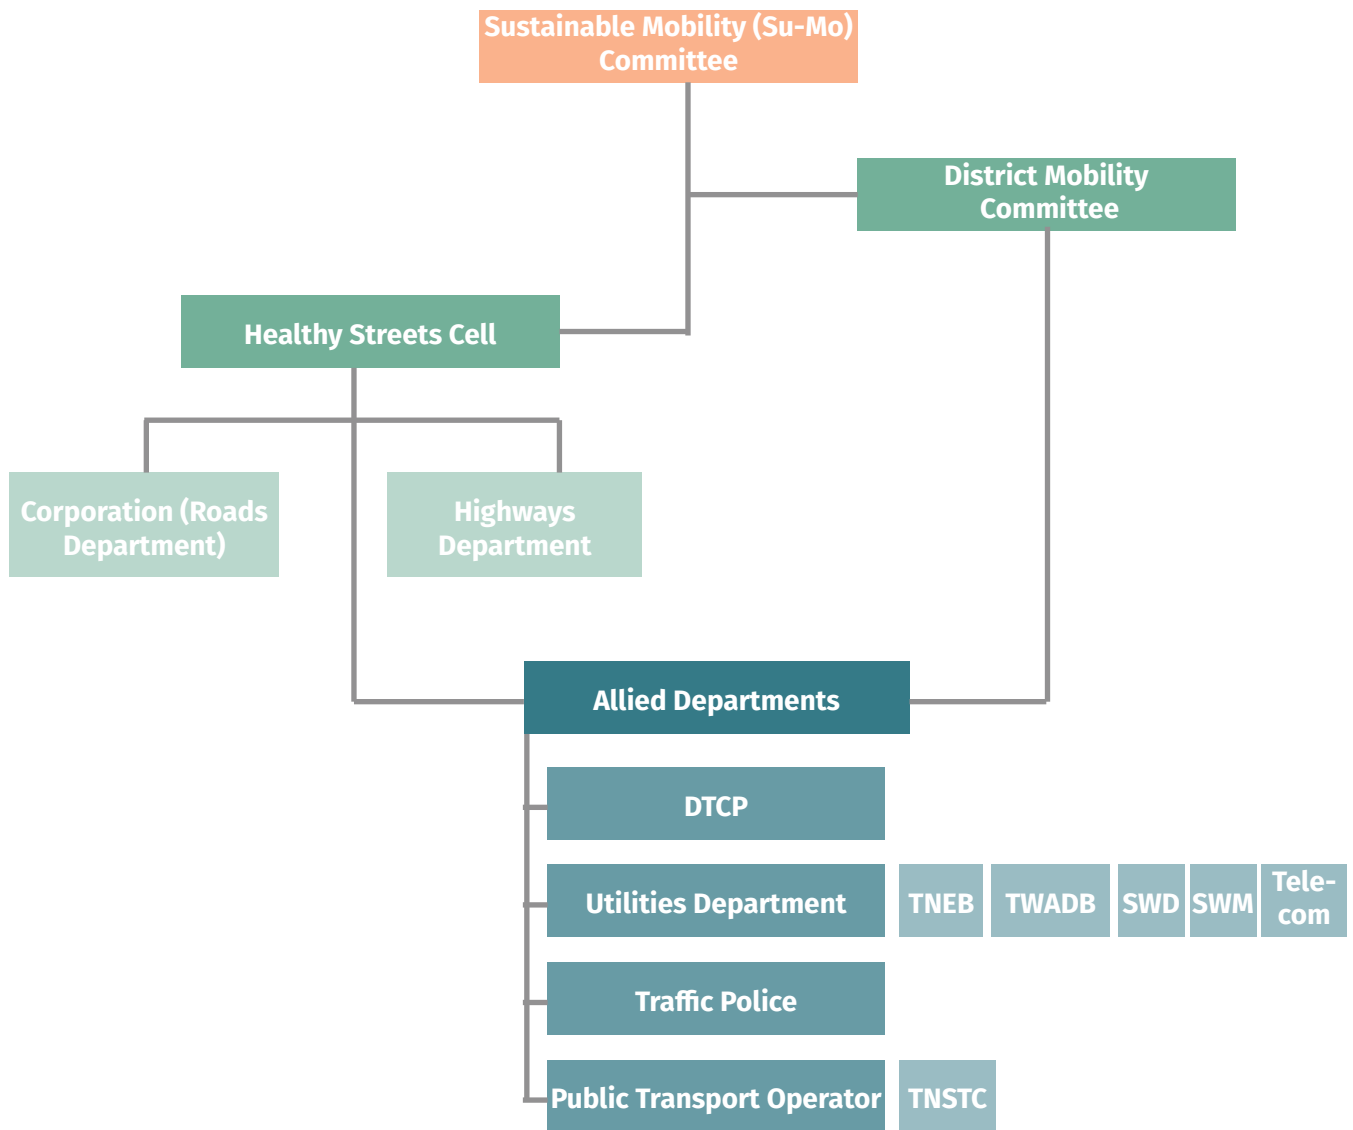 Sustainable Mobility (Su-Mo)
Committee
District Mobility
Committee
Healthy Streets Cell
Corporation (Roads
Department)
Highways
Department
Allied Departments
DTCP
Utilities Department
TNEB
TWADB
SWD
SWM
Tele-
com
Traffic Police
Public Transport Operator
TNSTC